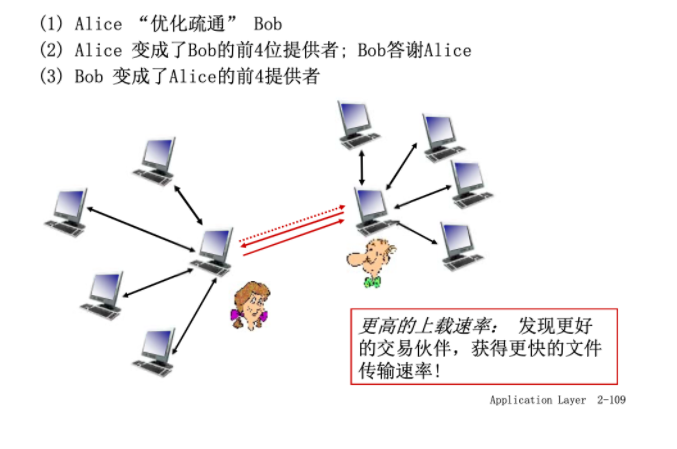 (1) Alice “优化疏通” Bob
(2) Alice 变成了Bob的前4位提供者; Bob答谢Alice
(3) Bob 变成了Alice的前4提供者
更高的上载速率： 发现更好
的交易伙伴，获得更快的文件
传输速率!
Application Layer 2-109